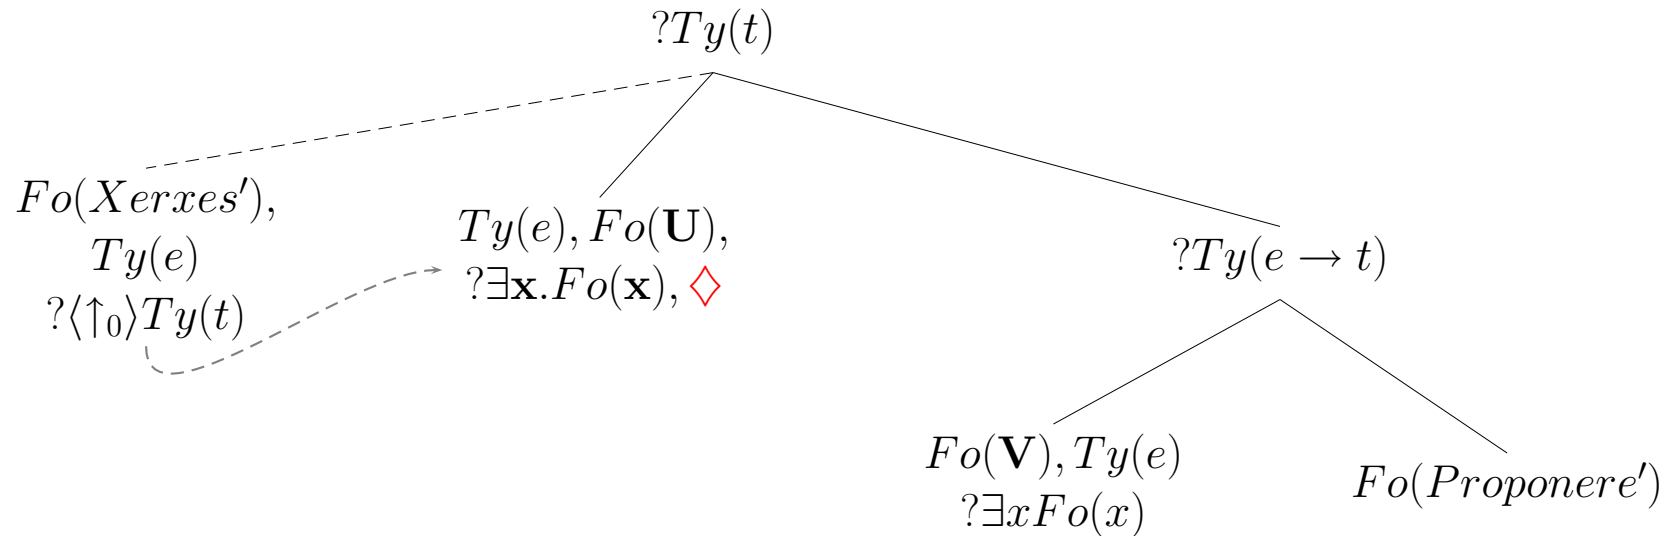 ?Ty(t)
Fo(Xerxes′),
Ty(e)
?⟨↑₀⟩Ty(t)
Ty(e), Fo(𝐔),
?∃𝐱.Fo(𝐱), ♢
?Ty(e → t)
Fo(𝐕), Ty(e)
?∃xFo(x)
Fo(Proponere′)